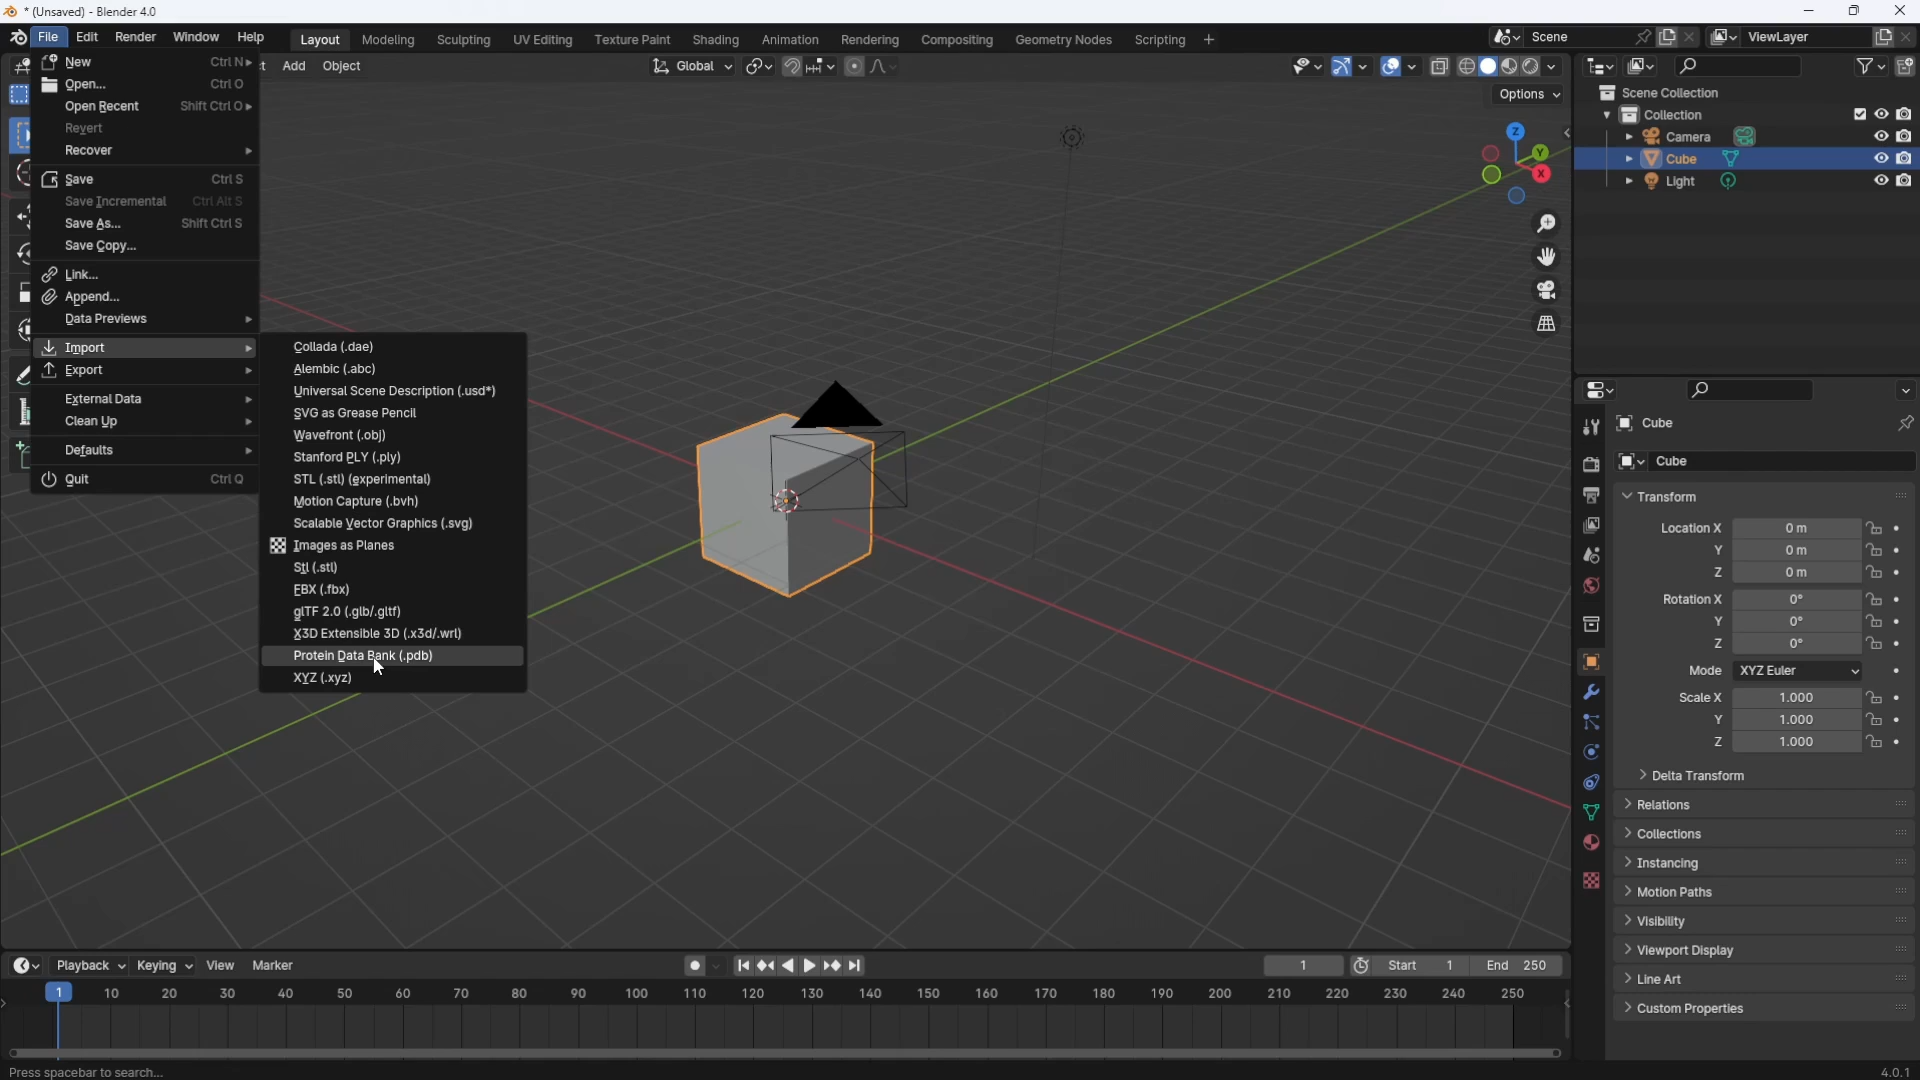 * (Unsaved) - Blender 4.0
File Edit Render Window Help Layout Modeling Sculpting UV Editing Texture Paint Shading Animation Rendering Compositing Geometry Nodes Scripting + Scene ViewLayer
Add Object Global
Options
New Ctrl N
Open... Ctrl O
Open Recent Shift Ctrl O
Revert
Recover
Save Ctrl S
Save Incremental Ctrl Alt S
Save As... Shift Ctrl S
Save Copy...
Link...
Append...
Data Previews
Import
Export
External Data
Clean Up
Defaults
Quit Ctrl Q
Collada (.dae)
Alembic (.abc)
Universal Scene Description (.usd*)
SVG as Grease Pencil
Wavefront (.obj)
Stanford PLY (.ply)
STL (.stl) (experimental)
Motion Capture (.bvh)
Scalable Vector Graphics (.svg)
Images as Planes
Stl (.stl)
FBX (.fbx)
glTF 2.0 (.glb/.gltf)
X3D Extensible 3D (.x3d/.wrl)
Protein Data Bank (.pdb)
XYZ (.xyz)
Z
Y
X
Scene Collection
Collection
Camera
Cube
Light
Cube
Cube
Transform
Location X 0 m
Y 0 m
Z 0 m
Rotation X 0°
Y 0°
Z 0°
Mode XYZ Euler
Scale X 1.000
Y 1.000
Z 1.000
Delta Transform
Relations
Collections
Instancing
Motion Paths
Visibility
Viewport Display
Line Art
Custom Properties
Playback Keying View Marker 1 Start 1 End 250
1 10 20 30 40 50 60 70 80 90 100 110 120 130 140 150 160 170 180 190 200 210 220 230 240 250
Press spacebar to search... 4.0.1